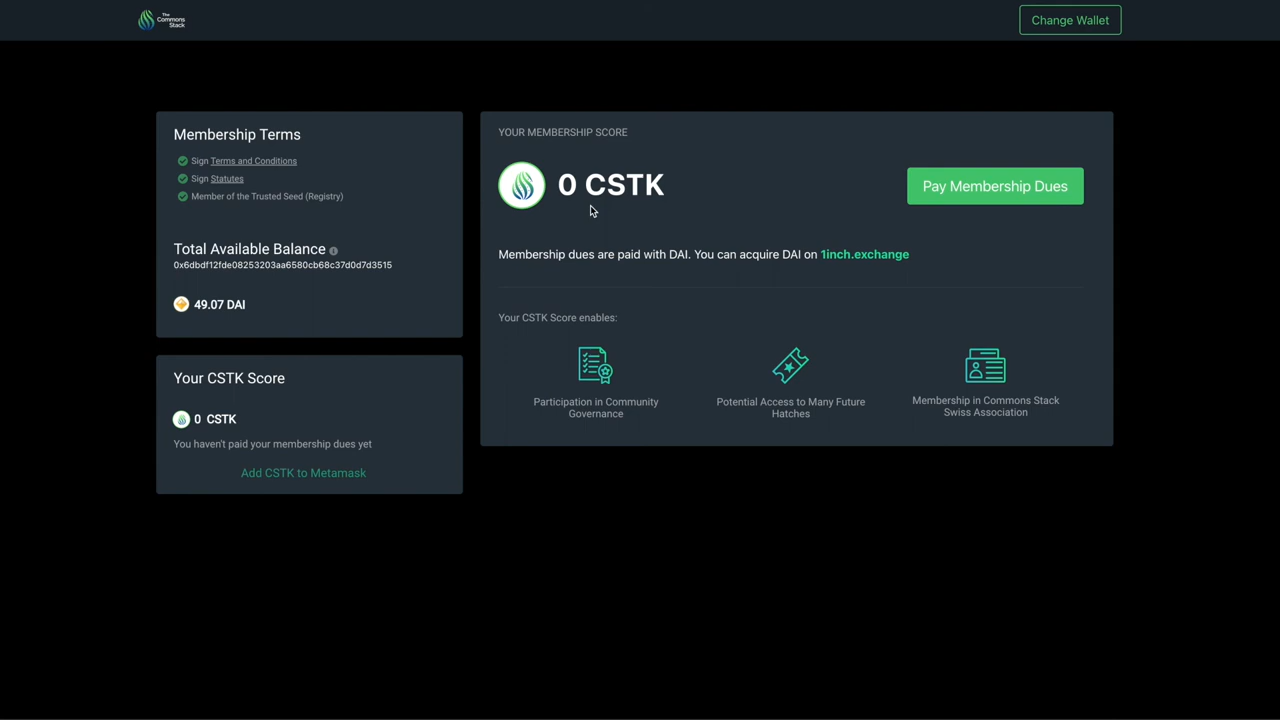 The
Commons
Stack
Change Wallet
Membership Terms
Sign Terms and Conditions
Sign Statutes
Member of the Trusted Seed (Registry)
Total Available Balance
0x6dbdf12fde08253203aa6580cb68c37d0d7d3515
49.07 DAI
Your CSTK Score
0 CSTK
You haven't paid your membership dues yet
Add CSTK to Metamask
YOUR MEMBERSHIP SCORE
0 CSTK
Pay Membership Dues
Membership dues are paid with DAI. You can acquire DAI on 1inch.exchange
Your CSTK Score enables:
Participation in Community
Governance
Potential Access to Many Future
Hatches
Membership in Commons Stack
Swiss Association